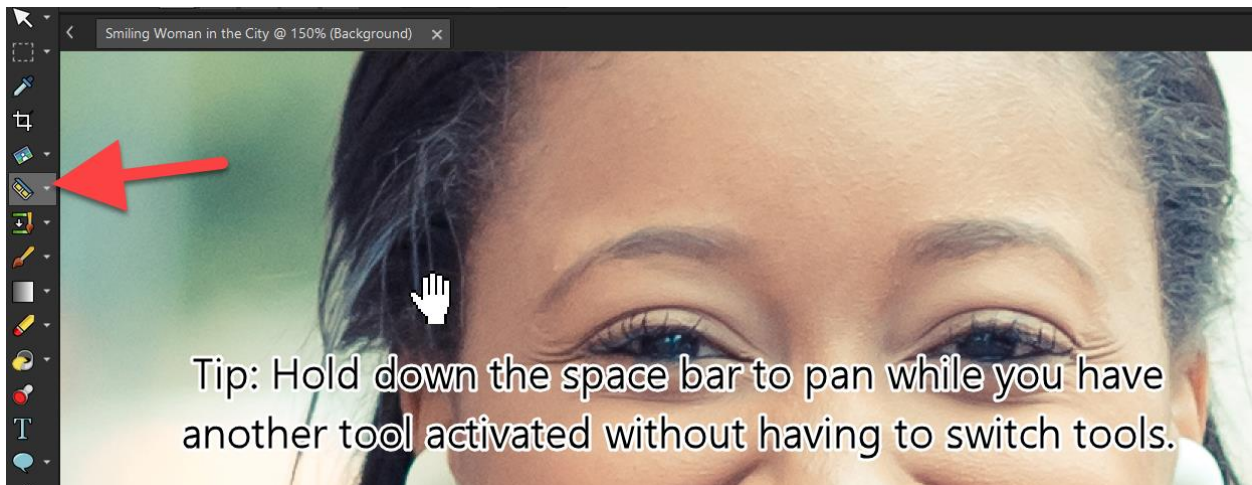 Smiling Woman in the City @ 150% (Background)
Tip: Hold down the space bar to pan while you have
another tool activated without having to switch tools.
T